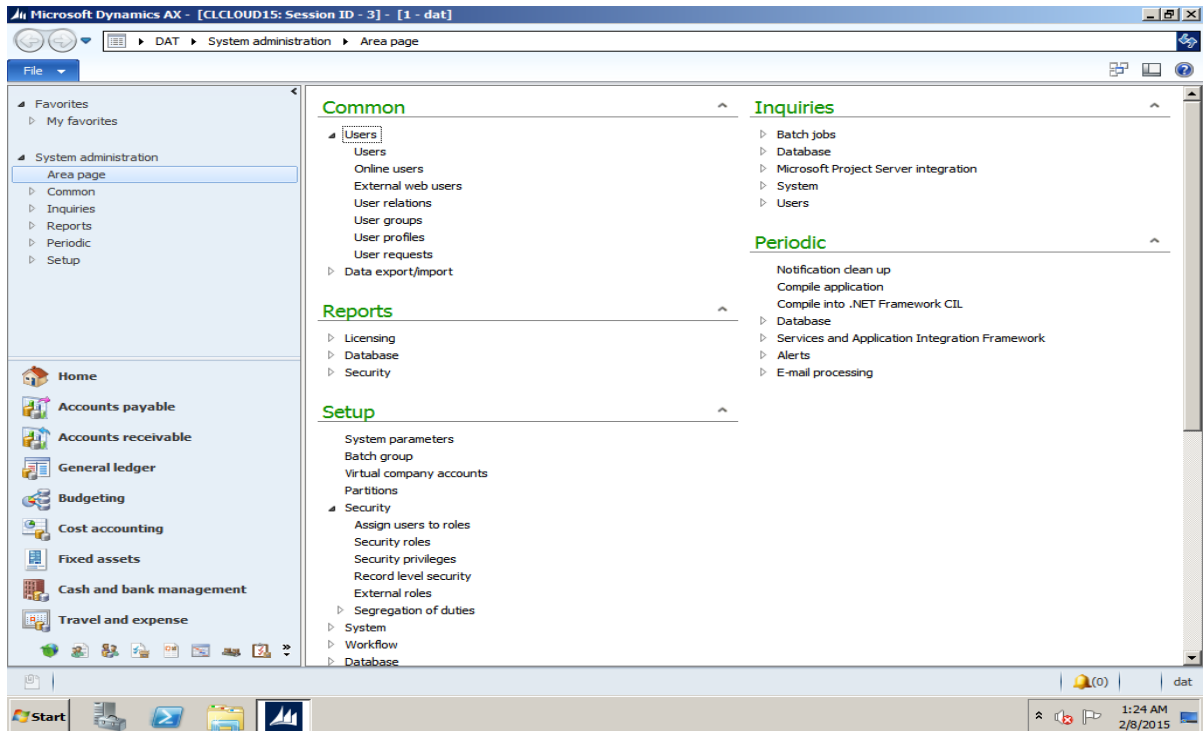 Microsoft Dynamics AX - [CLCLOUD15: Session ID - 3] - [1 - dat]
DAT System administration Area page
File
Favorites
My favorites
System administration
Area page
Common
Inquiries
Reports
Periodic
Setup
Home
Accounts payable
Accounts receivable
General ledger
Budgeting
Cost accounting
Fixed assets
Cash and bank management
Travel and expense
Common
Users
Users
Online users
External web users
User relations
User groups
User profiles
User requests
Data export/import
Reports
Licensing
Database
Security
Setup
System parameters
Batch group
Virtual company accounts
Partitions
Security
Assign users to roles
Security roles
Security privileges
Record level security
External roles
Segregation of duties
System
Workflow
Database
Inquiries
Batch jobs
Database
Microsoft Project Server integration
System
Users
Periodic
Notification clean up
Compile application
Compile into .NET Framework CIL
Database
Services and Application Integration Framework
Alerts
E-mail processing
(0) dat
Start
1:24 AM
2/8/2015